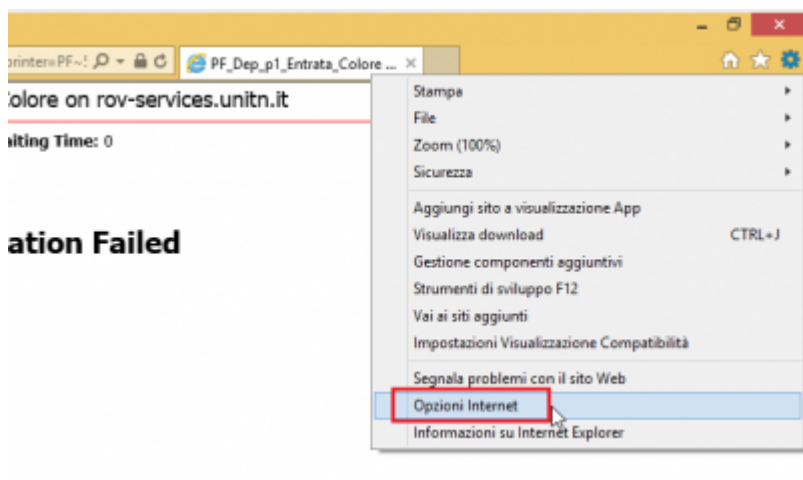 printer=PF~!
PF_Dep_p1_Entrata_Colore ...
Colore on rov-services.unitn.it
aiting Time: 0
ation Failed
Stampa
File
Zoom (100%)
Sicurezza
Aggiungi sito a visualizzazione App
Visualizza download CTRL+J
Gestione componenti aggiuntivi
Strumenti di sviluppo F12
Vai ai siti aggiunti
Impostazioni Visualizzazione Compatibilità
Segnala problemi con il sito Web
Opzioni Internet
Informazioni su Internet Explorer